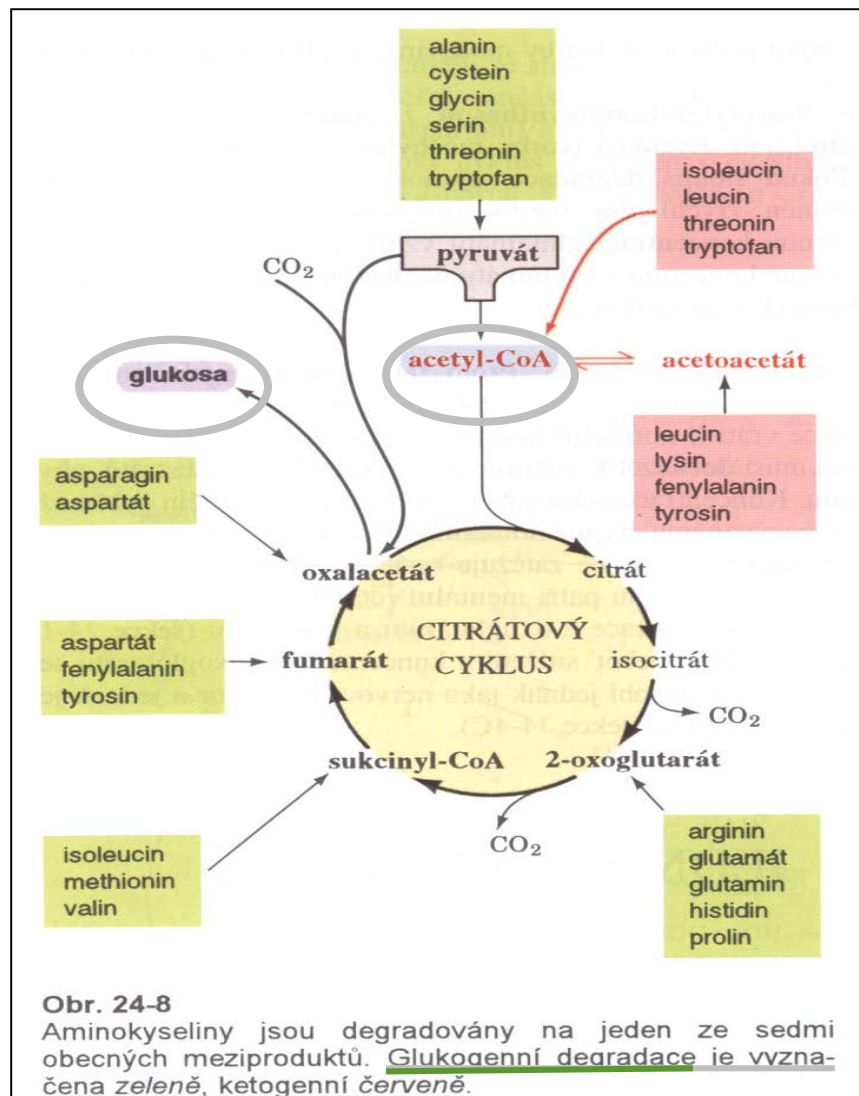 alanin
cystein
glycin
serin
threonin
tryptofan
isoleucin
leucin
threonin
tryptofan
pyruvát
CO₂
acetyl-CoA
acetoacetát
glukosa
leucin
lysin
fenylalanin
tyrosin
asparagin
aspartát
oxalacetát
citrát
CITRÁTOVÝ
CYKLUS
aspartát
fenylalanin
tyrosin
fumarát
isocitrát
CO₂
sukcinyl-CoA
2-oxoglutarát
CO₂
isoleucin
methionin
valin
arginin
glutamát
glutamin
histidin
prolin
Obr. 24-8
Aminokyseliny jsou degradovány na jeden ze sedmi
obecných meziproduktů. Glukogenní degradace je vyzna-
čena zeleně, ketogenní červeně.